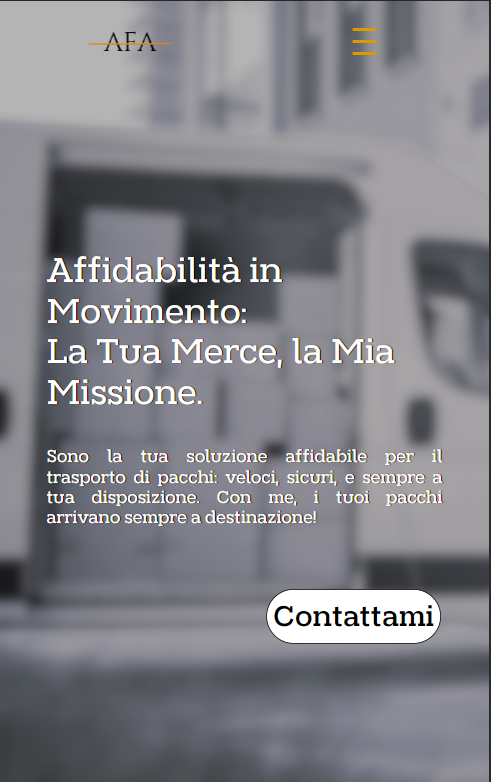 AFA
Affidabilità in
Movimento:
La Tua Merce, la Mia
Missione.
Sono la tua soluzione affidabile per il
trasporto di pacchi: veloci, sicuri, e sempre a
tua disposizione. Con me, i tuoi pacchi
arrivano sempre a destinazione!
Contattami